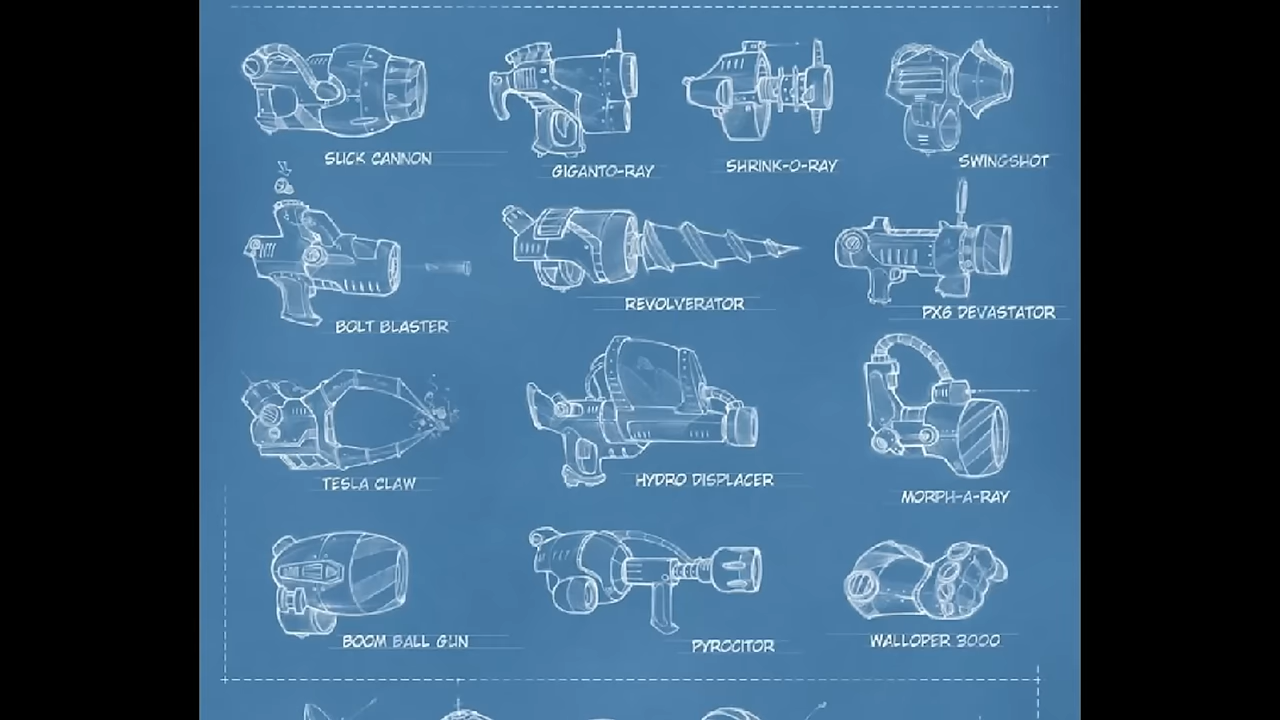 SUCK CANNON
GIGANTO-RAY
SHRINK-O-RAY
SWINGSHOT
BOLT BLASTER
REVOLVERATOR
PX6 DEVASTATOR
TESLA CLAW
HYDRO DISPLACER
MORPH-A-RAY
BOOM BALL GUN
PYROCITOR
WALLOPER 3000